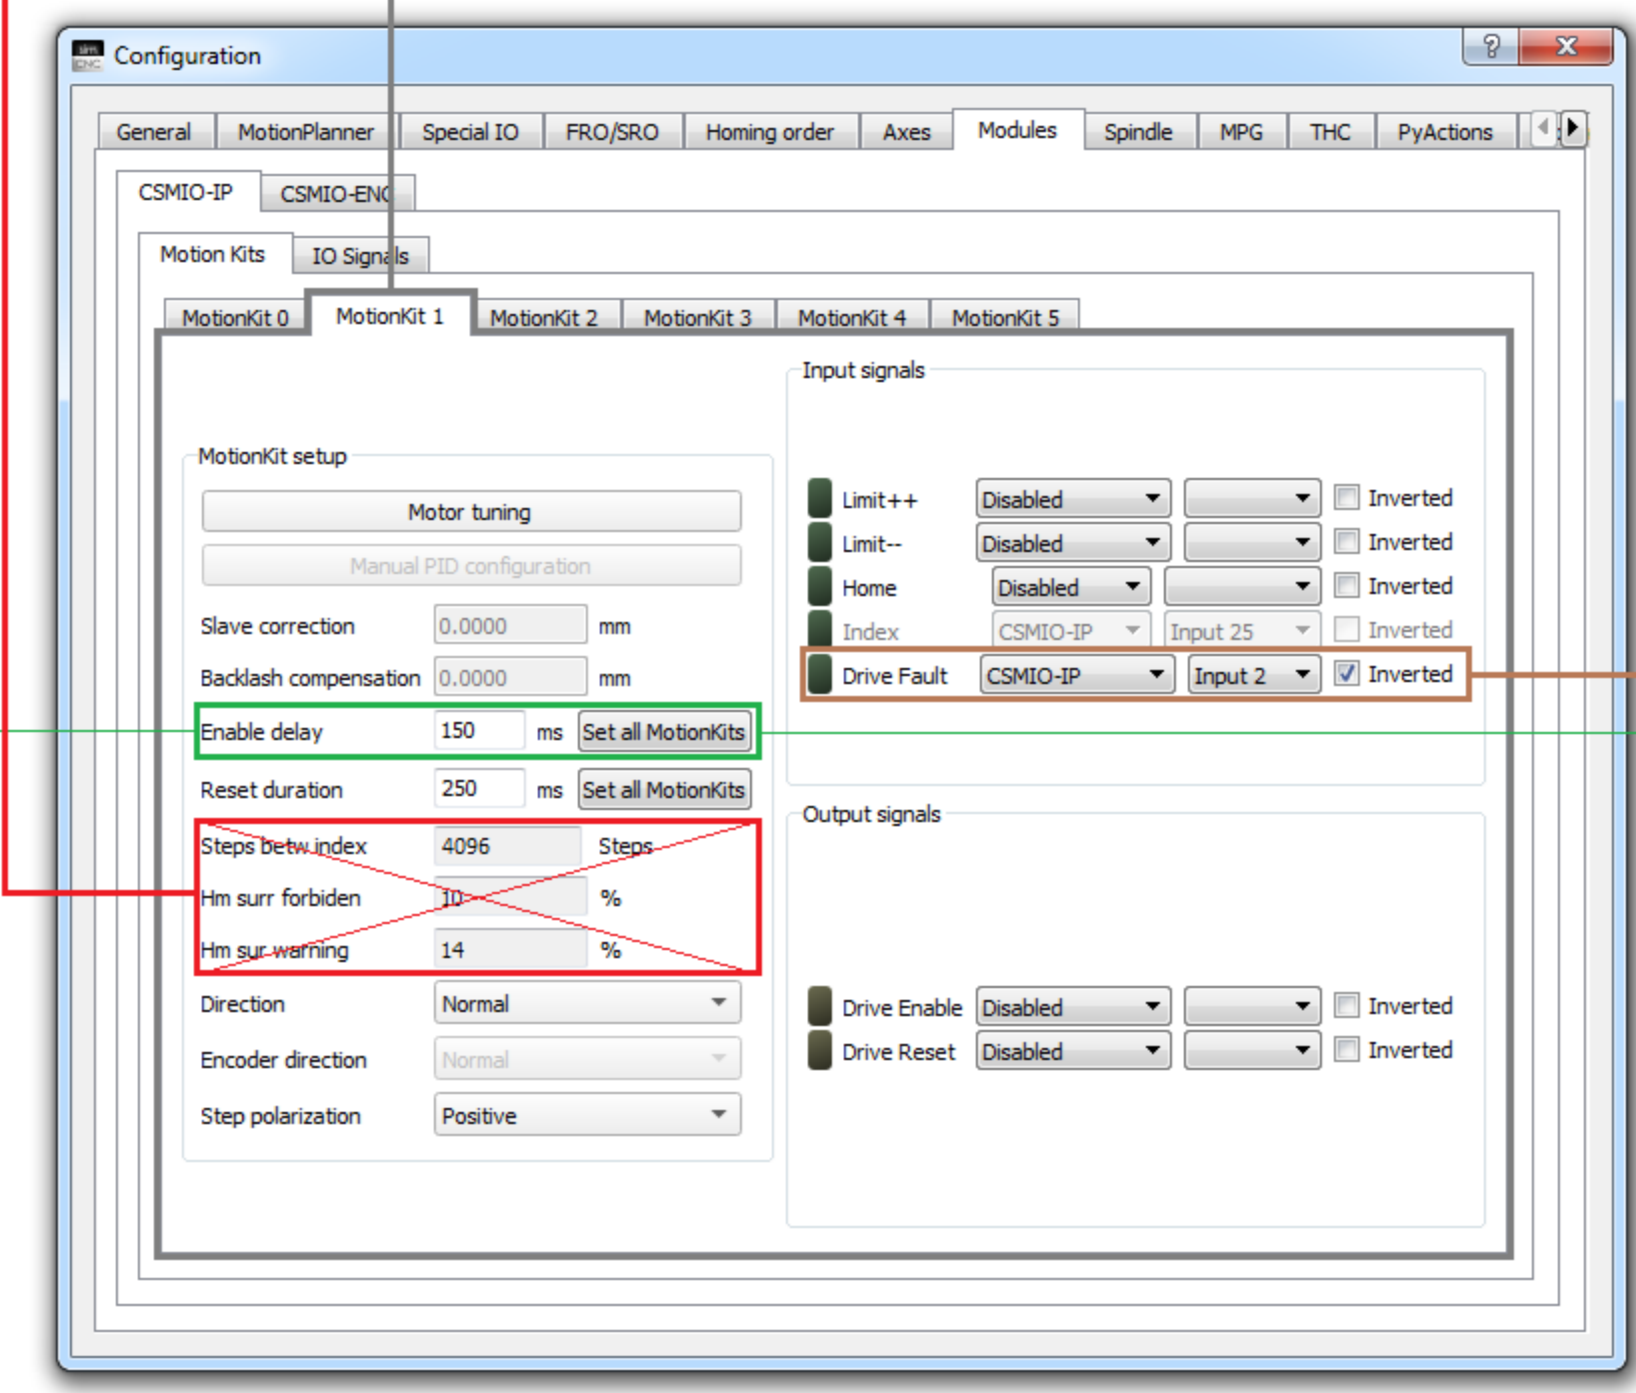 sim ENC Configuration
General MotionPlanner Special IO FRO/SRO Homing order Axes Modules Spindle MPG THC PyActions
CSMIO-IP CSMIO-ENC
Motion Kits IO Signals
MotionKit 0 MotionKit 1 MotionKit 2 MotionKit 3 MotionKit 4 MotionKit 5
MotionKit setup
Motor tuning
Manual PID configuration
Slave correction 0.0000 mm
Backlash compensation 0.0000 mm
Enable delay 150 ms Set all MotionKits
Reset duration 250 ms Set all MotionKits
Steps betw index 4096 Steps
Hm surr forbiden 10 %
Hm sur warning 14 %
Direction Normal
Encoder direction Normal
Step polarization Positive
Input signals
Limit++ Disabled Inverted
Limit-- Disabled Inverted
Home Disabled Inverted
Index CSMIO-IP Input 25 Inverted
Drive Fault CSMIO-IP Input 2 Inverted
Output signals
Drive Enable Disabled Inverted
Drive Reset Disabled Inverted